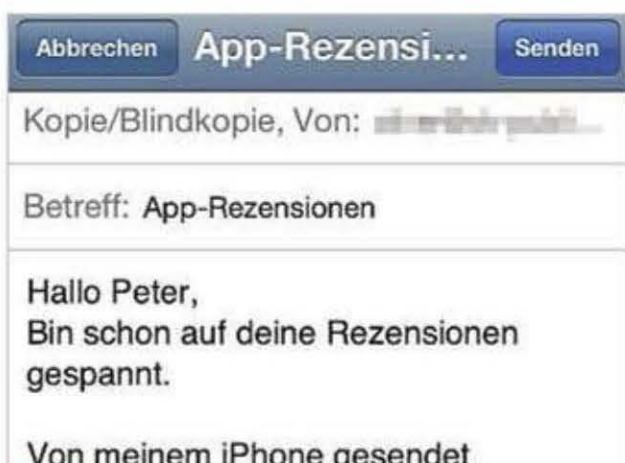 Abbrechen App-Rezensi... Senden
Kopie/Blindkopie, Von:
Betreff: App-Rezensionen
Hallo Peter,
Bin schon auf deine Rezensionen
gespannt.
Von meinem iPhone gesendet